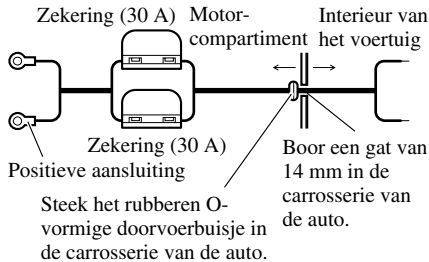 Zekering (30 A)
Motor-
compartiment
Interieur van
het voertuig
Zekering (30 A)
Positieve aansluiting
Boor een gat van
14 mm in de
carrosserie van
de auto.
Steek het rubberen O-
vormige doorvoerbuisje in
de carrosserie van de auto.